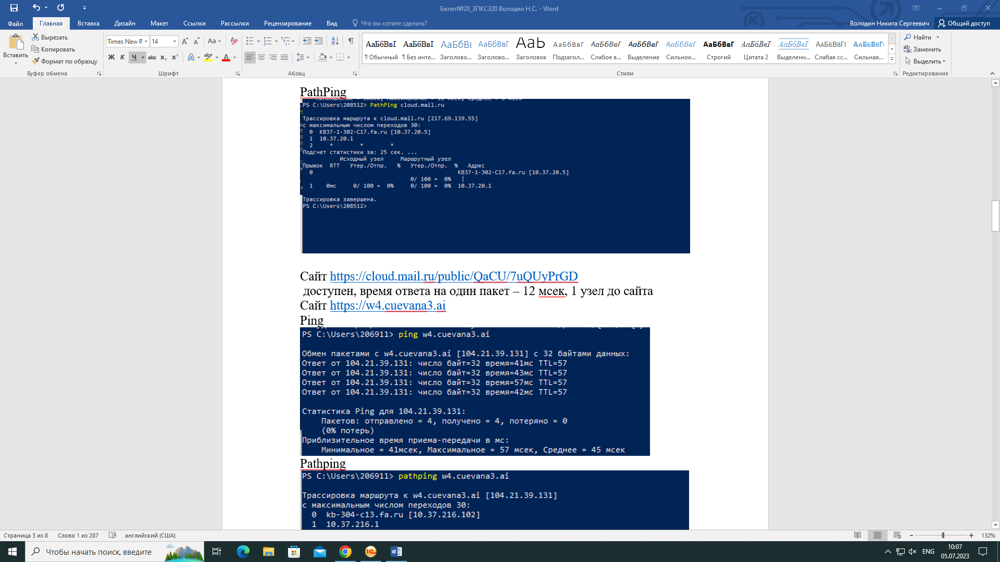 Билет№20_3ПКС320 Володин Н.С. - Word
Файл Главная Вставка Дизайн Макет Ссылки Рассылки Рецензирование Вид Что вы хотите сделать? Володин Никита Сергеевич Общий доступ
Вставить
Вырезать
Копировать
Формат по образцу
Буфер обмена
Times New R 14
Aa
Ж К Ч abc x₂ x²
Шрифт
Абзац
АаБбВвІ АаБбВвІ АаБбВı АаБбВвІ АаЬ АаБбВвГ АаБбВвГ АаБбВвГ АаБбВвГ АаБбВвГ АаБбВвГ АаБбВвГ АаБбВвГ АаБбВвГ
¶ Обычный ¶ Без инте... Заголово... Заголово... Заголовок Подзагол... Слабое в... Выделение Сильное... Строгий Цитата 2 Выделенн... Слабая сс... Сильная...
Стили
Найти
Заменить
Выделить
Редактирование
PathPing
PS C:\Users\208512> PathPing cloud.mail.ru
Трассировка маршрута к cloud.mail.ru [217.69.139.55]
с максимальным числом переходов 30:
0 КВ37-1-302-С17.fa.ru [10.37.20.5]
1 10.37.20.1
2 * * *
Подсчет статистики за: 25 сек. ...
Исходный узел Маршрутный узел
Прыжок RTT Утер./Отпр. % Утер./Отпр. % Адрес
0 КВ37-1-302-С17.fa.ru [10.37.20.5]
0/ 100 = 0% |
1 0мс 0/ 100 = 0% 0/ 100 = 0% 10.37.20.1
Трассировка завершена.
PS C:\Users\208512>
Сайт https://cloud.mail.ru/public/QaCU/7uQUyPrGD
доступен, время ответа на один пакет – 12 мсек, 1 узел до сайта
Сайт https://w4.cuevana3.ai
Ping
PS C:\Users\206911> ping w4.cuevana3.ai
Обмен пакетами с w4.cuevana3.ai [104.21.39.131] с 32 байтами данных:
Ответ от 104.21.39.131: число байт=32 время=41мс TTL=57
Ответ от 104.21.39.131: число байт=32 время=43мс TTL=57
Ответ от 104.21.39.131: число байт=32 время=57мс TTL=57
Ответ от 104.21.39.131: число байт=32 время=42мс TTL=57
Статистика Ping для 104.21.39.131:
Пакетов: отправлено = 4, получено = 4, потеряно = 0
(0% потерь)
Приблизительное время приема-передачи в мс:
Минимальное = 41мсек, Максимальное = 57 мсек, Среднее = 45 мсек
Pathping
PS C:\Users\206911> pathping w4.cuevana3.ai
Трассировка маршрута к w4.cuevana3.ai [104.21.39.131]
с максимальным числом переходов 30:
0 kb-304-c13.fa.ru [10.37.216.102]
1 10.37.216.1
Страница 3 из 8 Слово 1 из 287 английский (США) 132%
Чтобы начать поиск, введите
ENG
10:07
05.07.2023